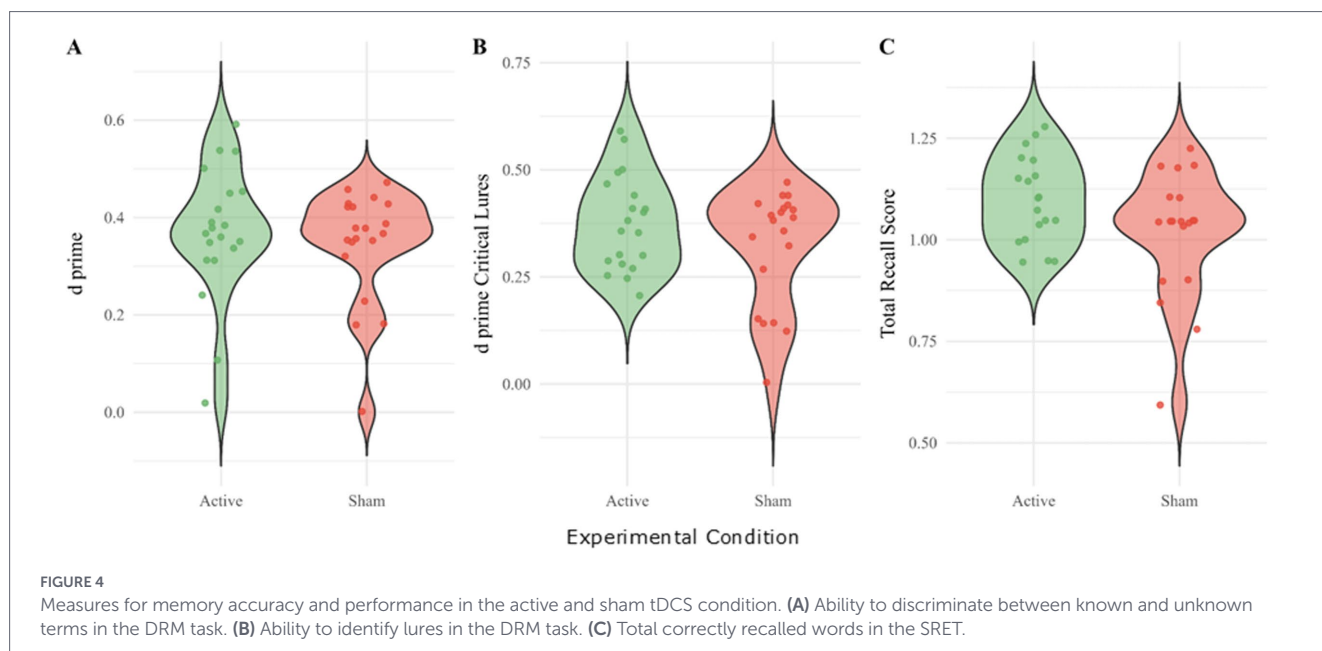 A
d prime
0.6
0.4
0.2
0.0
Active
Sham
B
d prime Critical Lures
0.75
0.50
0.25
0.00
Active
Sham
C
Total Recall Score
1.25
1.00
0.75
0.50
Active
Sham
Experimental Condition
FIGURE 4
Measures for memory accuracy and performance in the active and sham tDCS condition. (A) Ability to discriminate between known and unknown
terms in the DRM task. (B) Ability to identify lures in the DRM task. (C) Total correctly recalled words in the SRET.